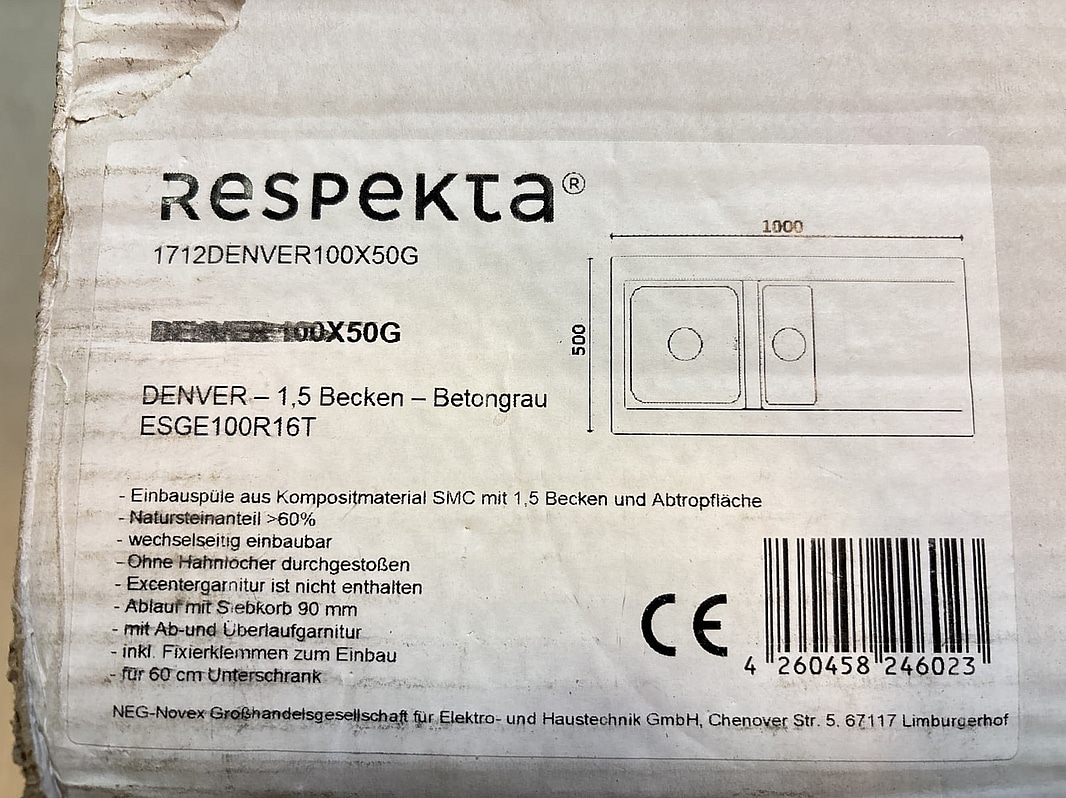 Respekta®
1712DENVER100X50G
1000
500
DENVER 100X50G
DENVER – 1,5 Becken – Betongrau
ESGE100R16T
- Einbauspüle aus Kompositmaterial SMC mit 1,5 Becken und Abtropfläche
- Natursteinanteil >60%
- wechselseitig einbaubar
- Ohne Hahnlöcher durchgestoßen
- Excentergarnitur ist nicht enthalten
- Ablauf mit Siebkorb 90 mm
- mit Ab-und Überlaufgarnitur
- inkl. Fixierklemmen zum Einbau
- für 60 cm Unterschrank
CE
4 260458 246023
NEG-Novex Großhandelsgesellschaft für Elektro- und Haustechnik GmbH, Chenover Str. 5. 67117 Limburgerhof